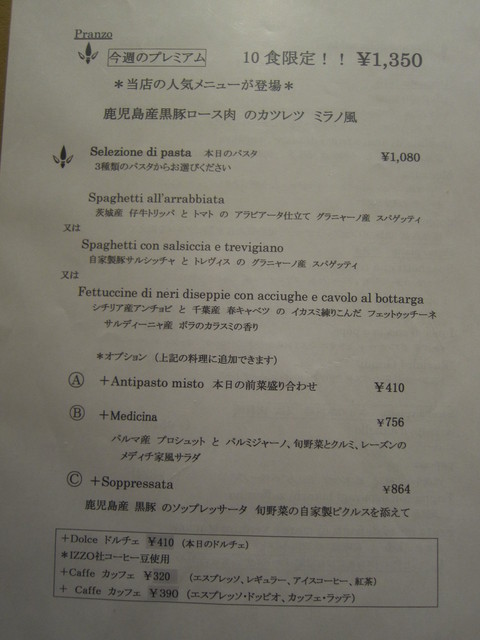 Pranzo
今週のプレミアム 10食限定！！ ¥1,350
＊当店の人気メニューが登場＊
鹿児島産黒豚ロース肉 のカツレツ ミラノ風
Selezione di pasta 本日のパスタ ¥1,080
3種類のパスタからお選びください
Spaghetti all'arrabbiata
茨城産 仔牛トリッパ と トマト の アラビアータ仕立て グラニャーノ産 スパゲッティ
又は
Spaghetti con salsiccia e trevigiano
自家製豚サルシッチャ と トレヴィス の グラニャーノ産 スパゲッティ
又は
Fettuccine di neri diseppie con acciughe e cavolo al bottarga
シチリア産アンチョビ と 千葉産 春キャベツ の イカスミ練りこんだ フェットゥッチーネ
サルディーニャ産 ボラのカラスミの香り
＊オプション （上記の料理に追加できます）
Ⓐ ＋Antipasto misto 本日の前菜盛り合わせ ¥410
Ⓑ ＋Medicina ¥756
パルマ産 プロシュット と パルミジャーノ、旬野菜とクルミ、レーズンの
メディチ家風サラダ
Ⓒ ＋Soppressata ¥864
鹿児島産 黒豚 のソップレッサータ 旬野菜の自家製ピクルスを添えて
＋Dolce ドルチェ ¥410 （本日のドルチェ）
＊IZZO社コーヒー豆使用
＋Caffe カッフェ ¥320 （エスプレッソ、レギュラー、アイスコーヒー、紅茶）
＋ Caffe カッフェ ¥390 （エスプレッソ・ドッピオ、カッフェ・ラッテ）